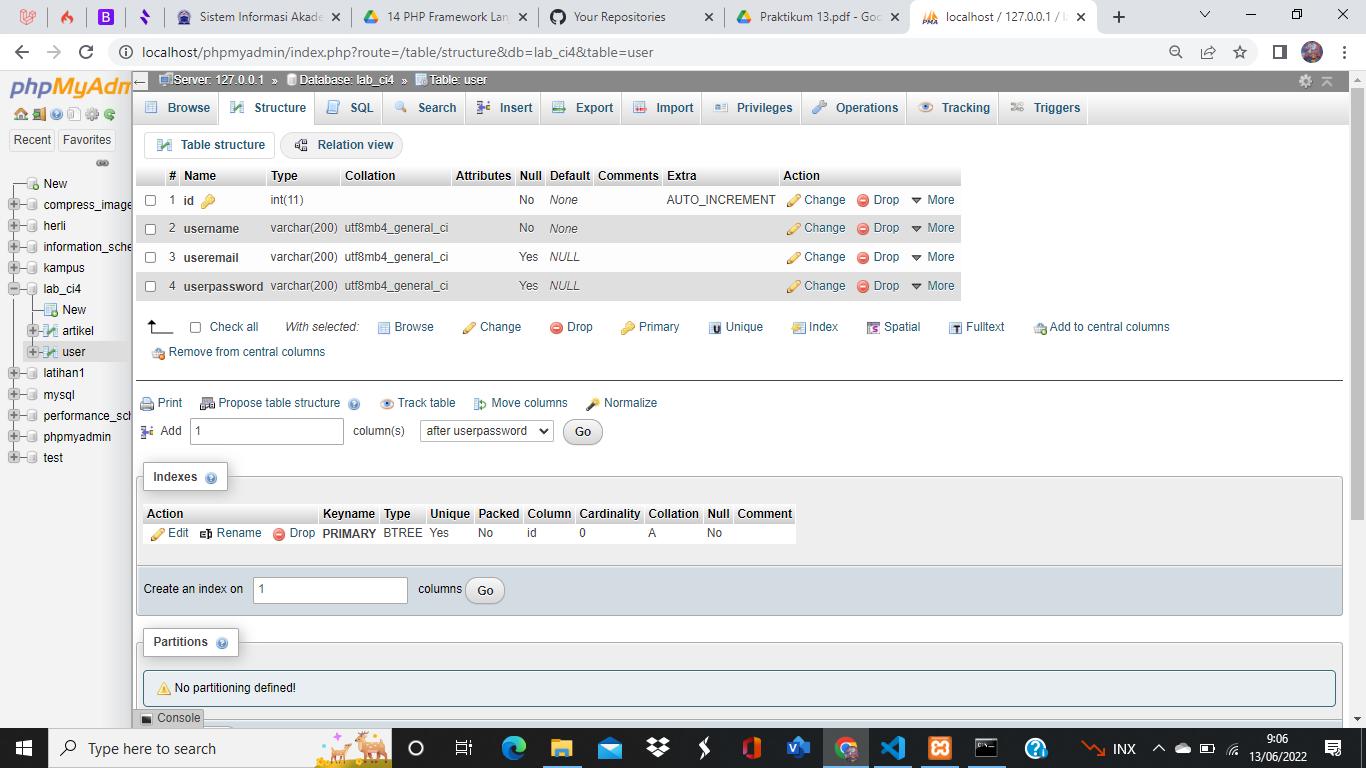 Sistem Informasi Akade
14 PHP Framework Lan
Your Repositories
Praktikum 13.pdf - Goo
localhost / 127.0.0.1 / la
localhost/phpmyadmin/index.php?route=/table/structure&db=lab_ci4&table=user
phpMyAdm
Recent
Favorites
New
compress_image
herli
information_sche
kampus
lab_ci4
New
artikel
user
latihan1
mysql
performance_sch
phpmyadmin
test
Server: 127.0.0.1 » Database: lab_ci4 » Table: user
Browse Structure SQL Search Insert Export Import Privileges Operations Tracking Triggers
Table structure Relation view
# Name Type Collation Attributes Null Default Comments Extra Action
1 id int(11) No None AUTO_INCREMENT Change Drop More
2 username varchar(200) utf8mb4_general_ci No None Change Drop More
3 useremail varchar(200) utf8mb4_general_ci Yes NULL Change Drop More
4 userpassword varchar(200) utf8mb4_general_ci Yes NULL Change Drop More
Check all With selected: Browse Change Drop Primary Unique Index Spatial Fulltext Add to central columns
Remove from central columns
Print Propose table structure Track table Move columns Normalize
Add 1 column(s) after userpassword Go
Indexes
Action Keyname Type Unique Packed Column Cardinality Collation Null Comment
Edit Rename Drop PRIMARY BTREE Yes No id 0 A No
Create an index on 1 columns Go
Partitions
No partitioning defined!
Console
Type here to search
INX
9:06
13/06/2022